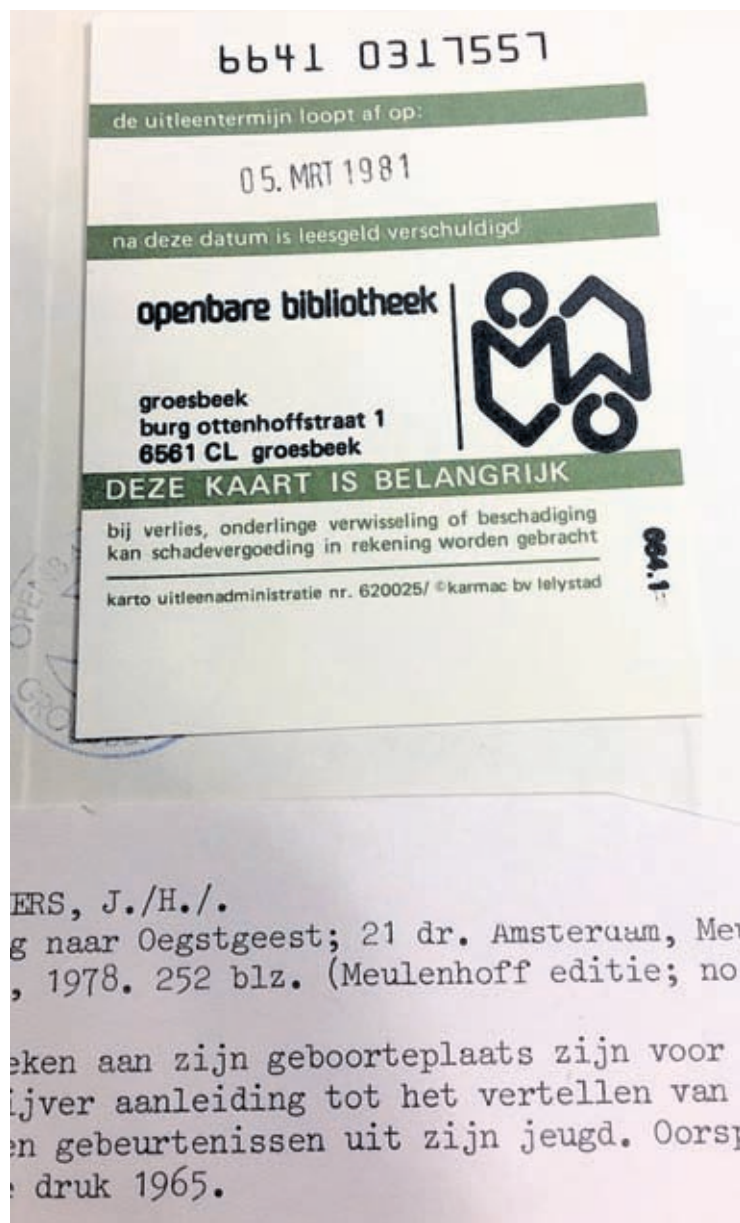 6641 0317557
de uitleentermijn loopt af op:
05. MRT 1981
na deze datum is leesgeld verschuldigd
openbare bibliotheek
groesbeek
burg ottenhoffstraat 1
6561 CL groesbeek
DEZE KAART IS BELANGRIJK
bij verlies, onderlinge verwisseling of beschadiging
kan schadevergoeding in rekening worden gebracht
karto uitleenadministratie nr. 620025/ ©karmac bv lelystad
ERS, J./H./.
g naar Oegstgeest; 21 dr. Amsterdam, Meu
, 1978. 252 blz. (Meulenhoff editie; no
eken aan zijn geboorteplaats zijn voor
ijver aanleiding tot het vertellen van
en gebeurtenissen uit zijn jeugd. Oorsp
e druk 1965.